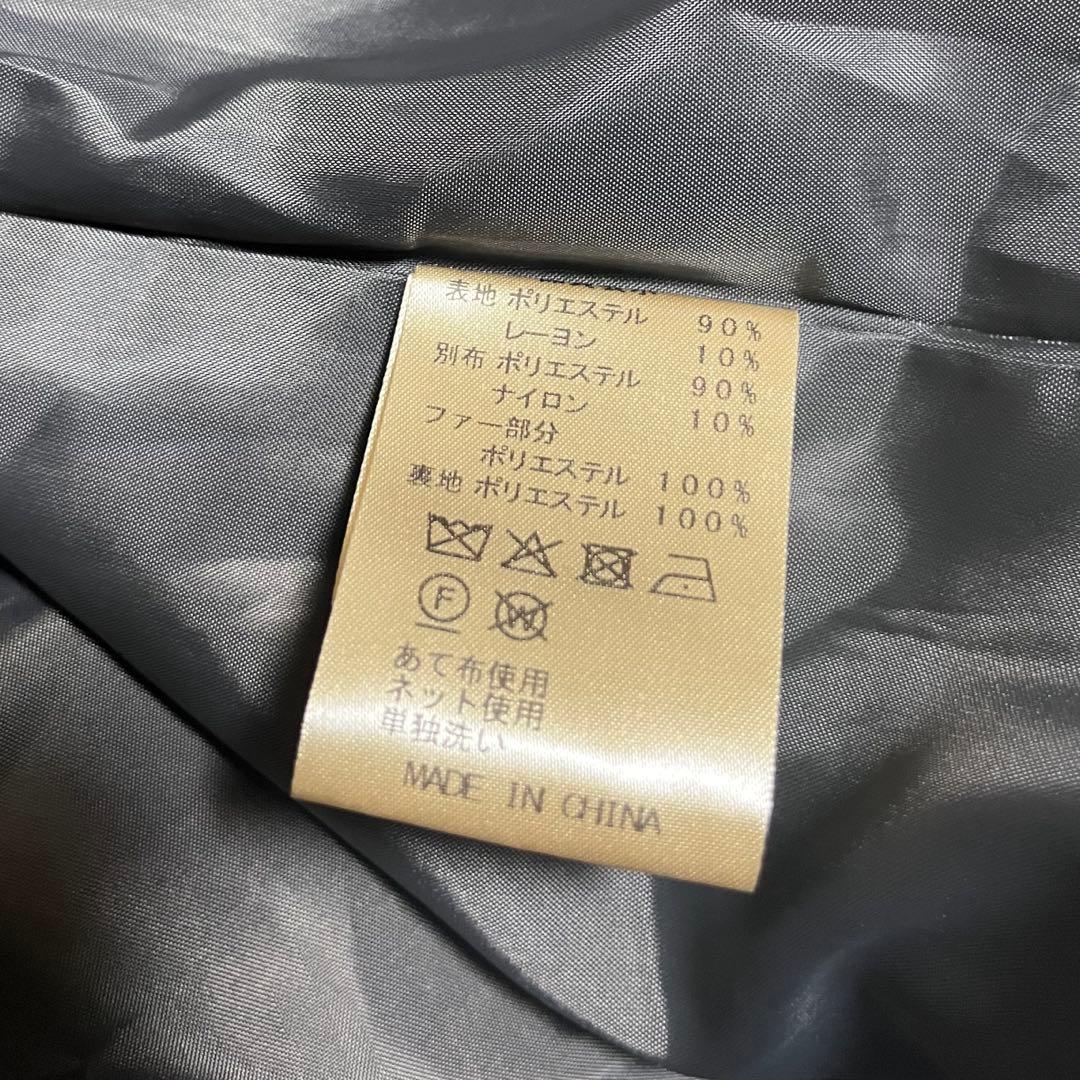 表地 ポリエステル 90%
レーヨン 10%
別布 ポリエステル 90%
ナイロン 10%
ファー部分
ポリエステル 100%
裏地 ポリエステル 100%
F W
あて布使用
ネット使用
単独洗い
MADE IN CHINA